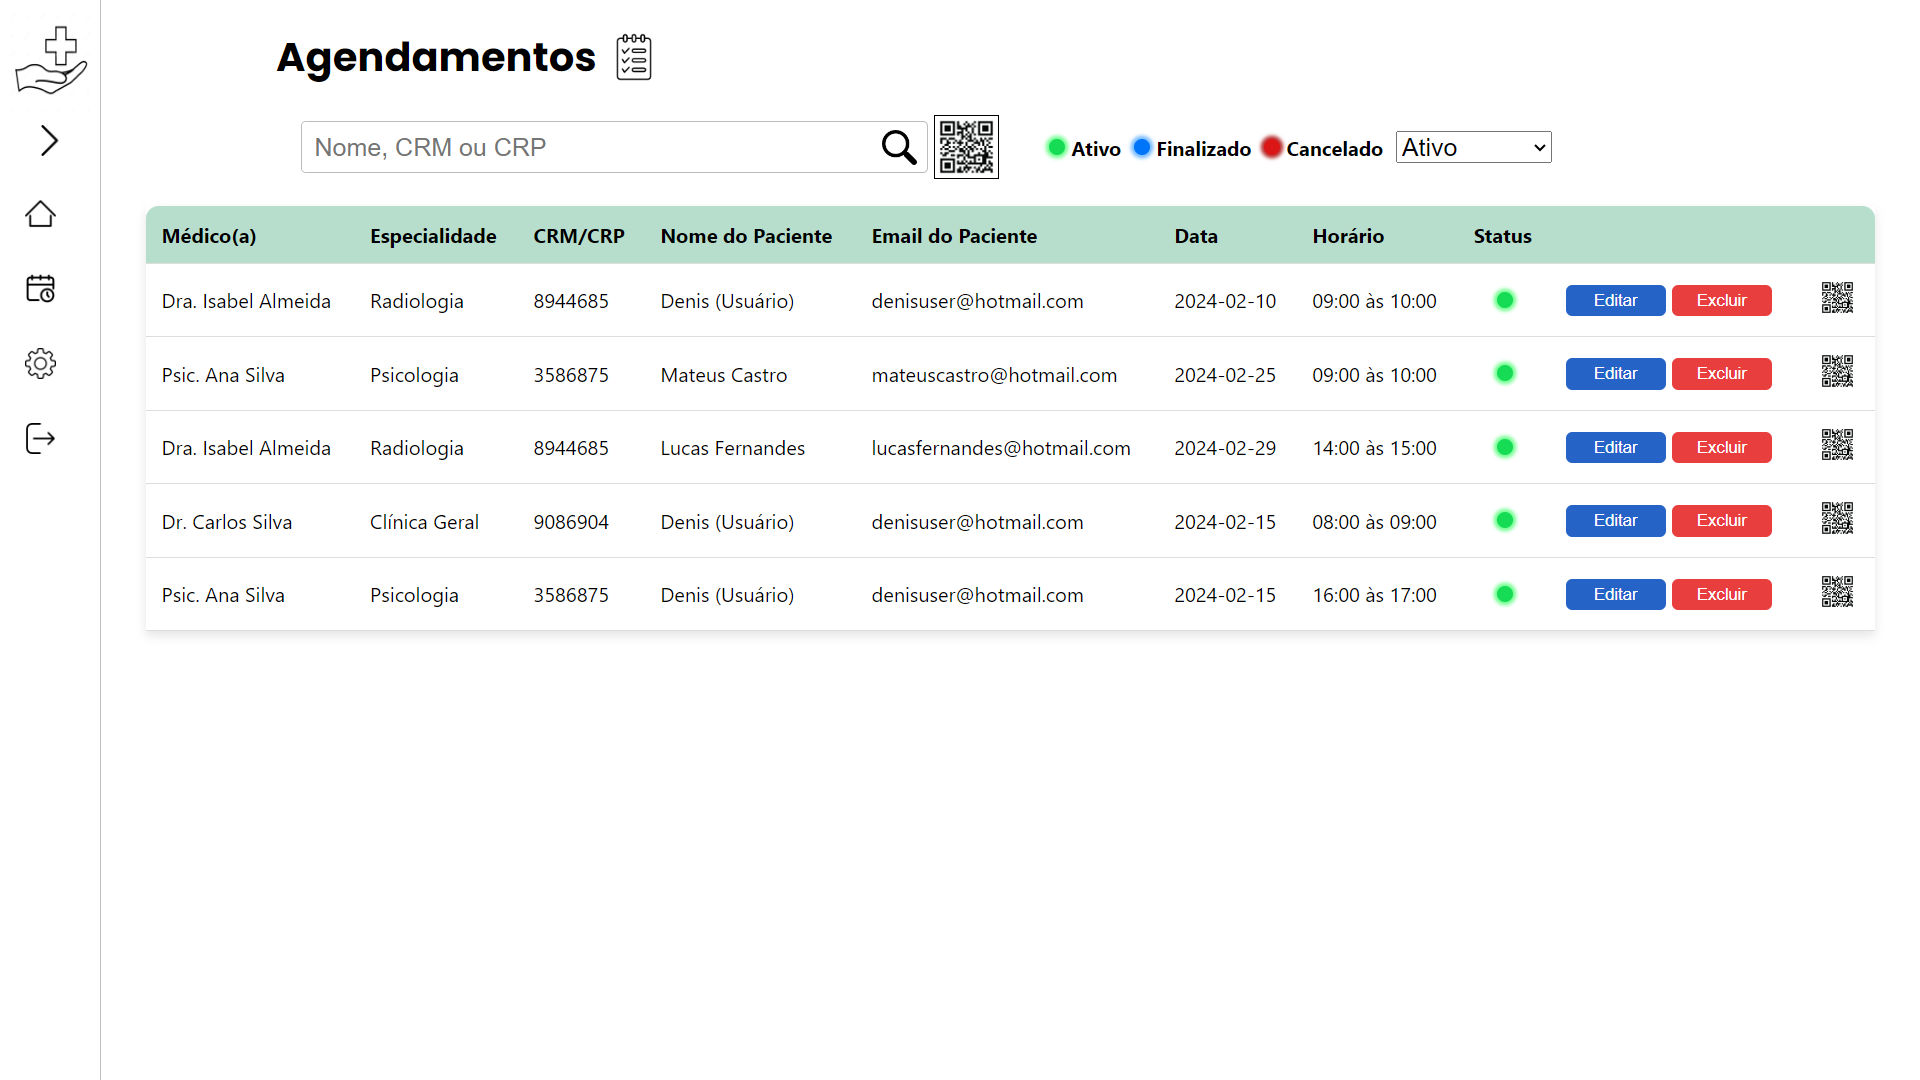 Agendamentos
Nome, CRM ou CRP
Ativo Finalizado Cancelado Ativo
Médico(a) Especialidade CRM/CRP Nome do Paciente Email do Paciente Data Horário Status
Dra. Isabel Almeida Radiologia 8944685 Denis (Usuário) denisuser@hotmail.com 2024-02-10 09:00 às 10:00 Editar Excluir
Psic. Ana Silva Psicologia 3586875 Mateus Castro mateuscastro@hotmail.com 2024-02-25 09:00 às 10:00 Editar Excluir
Dra. Isabel Almeida Radiologia 8944685 Lucas Fernandes lucasfernandes@hotmail.com 2024-02-29 14:00 às 15:00 Editar Excluir
Dr. Carlos Silva Clínica Geral 9086904 Denis (Usuário) denisuser@hotmail.com 2024-02-15 08:00 às 09:00 Editar Excluir
Psic. Ana Silva Psicologia 3586875 Denis (Usuário) denisuser@hotmail.com 2024-02-15 16:00 às 17:00 Editar Excluir